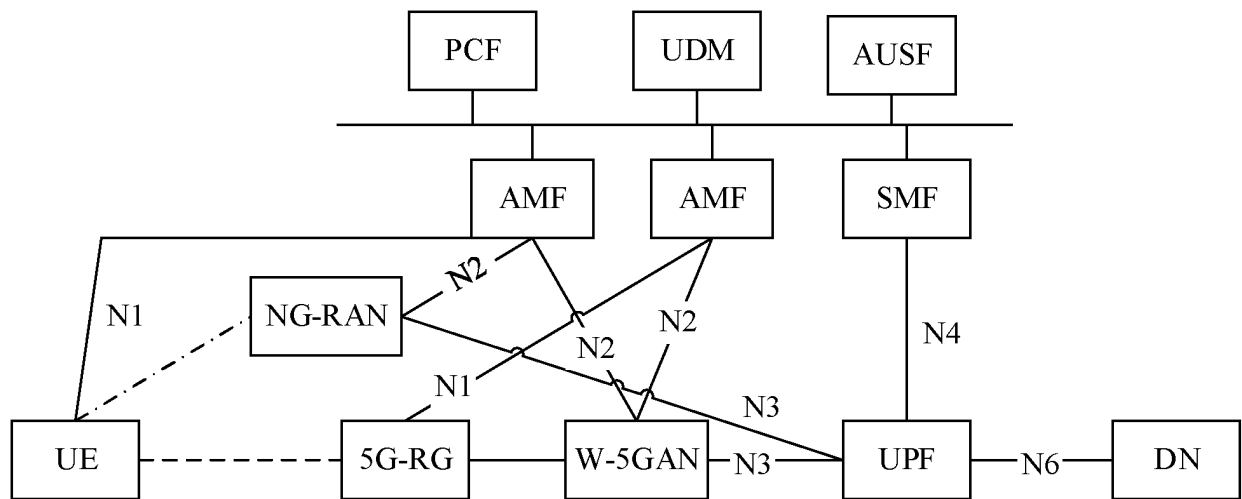 PCF
UDM
AUSF
AMF
AMF
SMF
N2
NG-RAN
N1
N2
N2
N4
N1
N3
UE
5G-RG
W-5GAN
N3
UPF
N6
DN